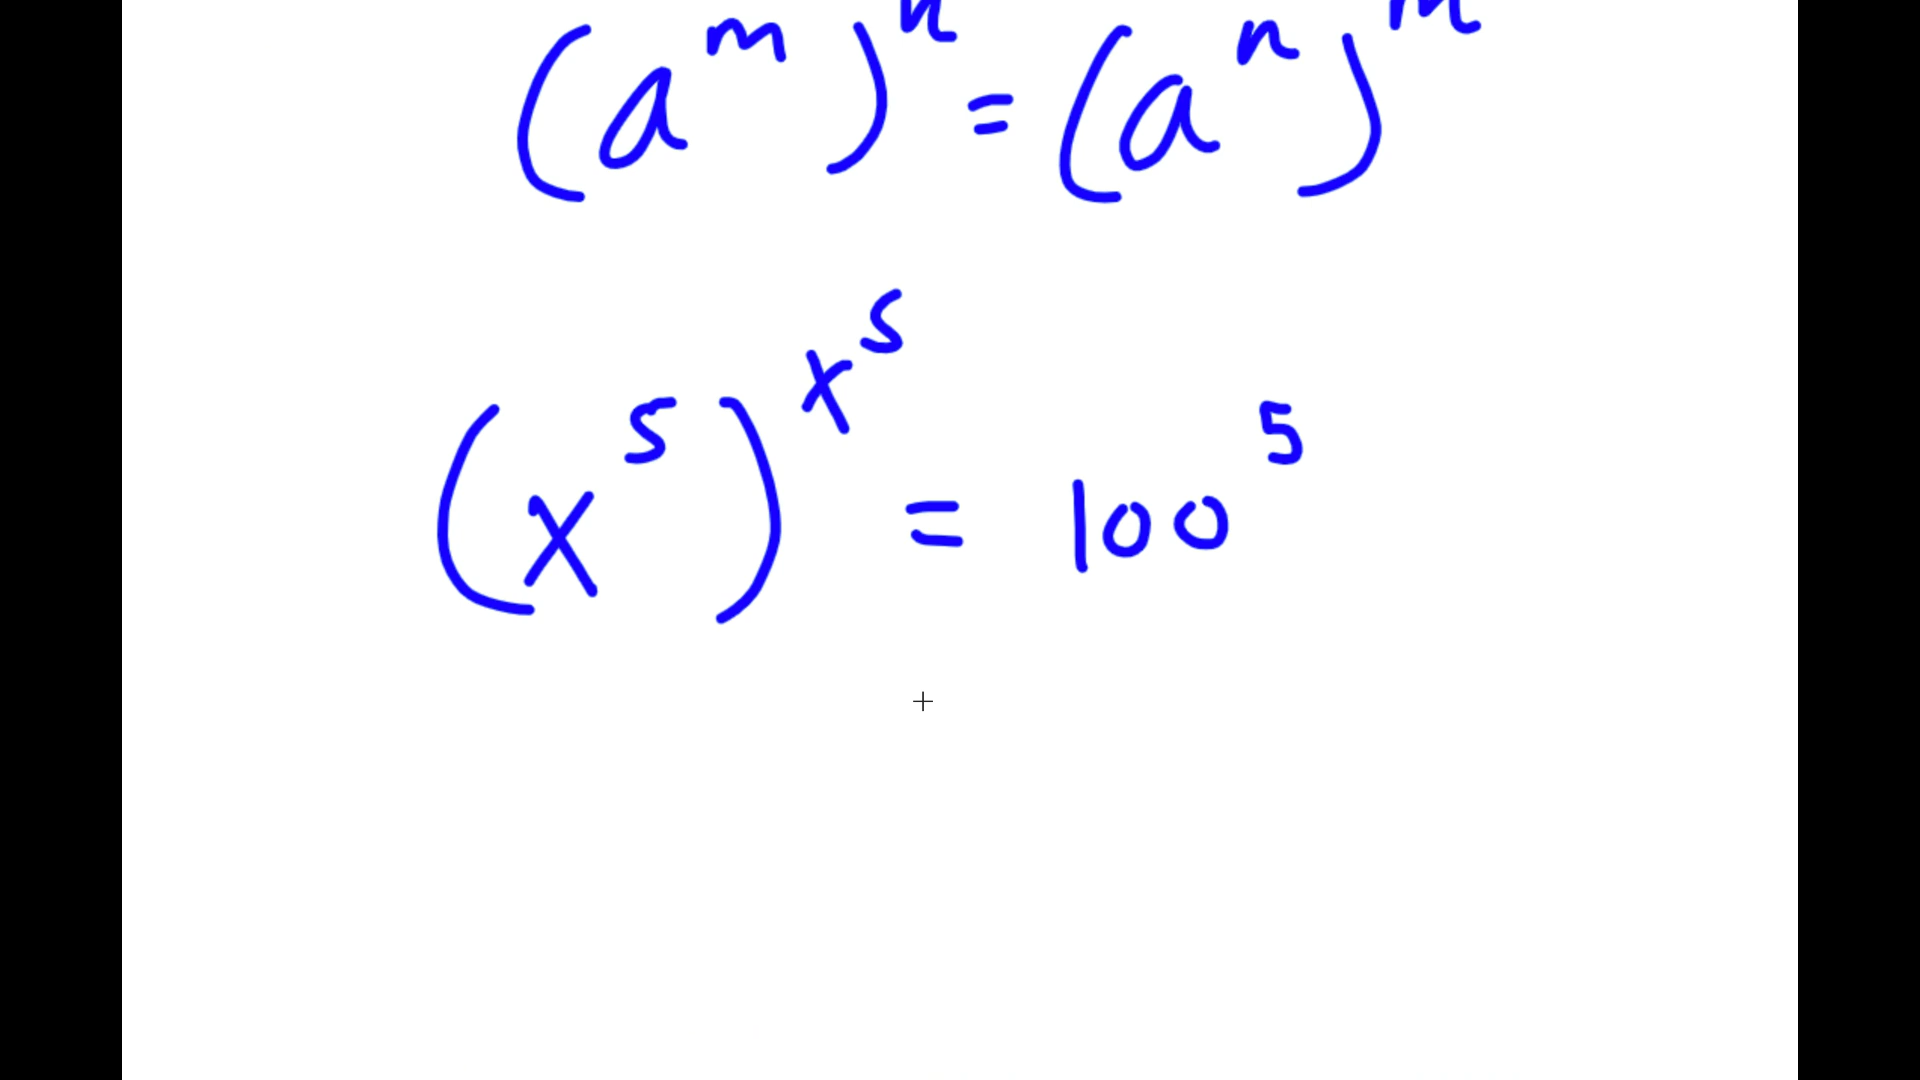 (a^m)^n = (a^n)^m
(x^5)^x^5 = 100^5